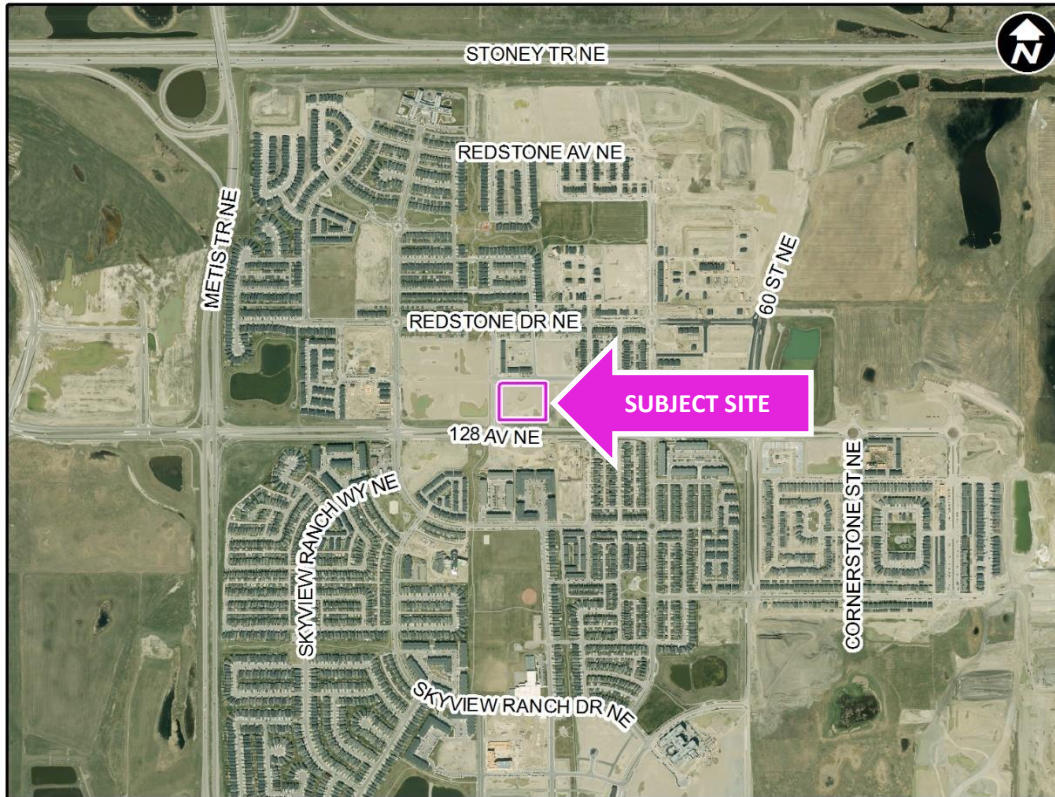 STONEY TR NE
N
REDSTONE AV NE
METIS TR NE
60 ST NE
REDSTONE DR NE
SUBJECT SITE
128 AV NE
SKYVIEW RANCH WY NE
CORNERSTONE ST NE
SKYVIEW RANCH DR NE